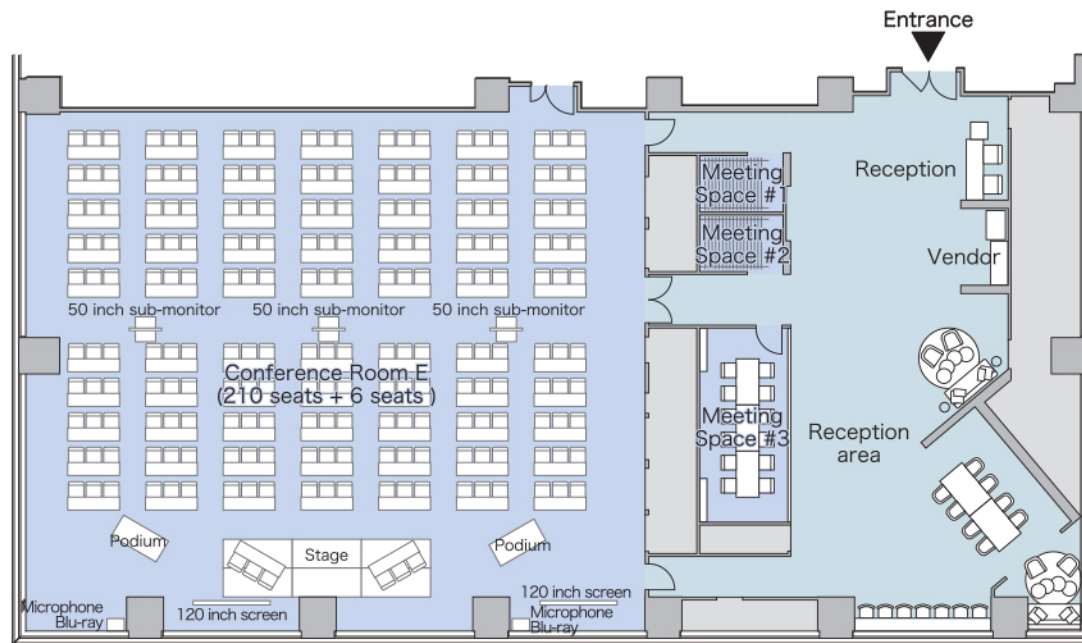 Entrance
Meeting
Space #1
Reception
Meeting
Space #2
Vendor
50 inch sub-monitor
50 inch sub-monitor
50 inch sub-monitor
Conference Room E
(210 seats + 6 seats )
Meeting
Space #3
Reception
area
Podium
Stage
Podium
120 inch screen
Microphone
Blu-ray
120 inch screen
Microphone
Blu-ray